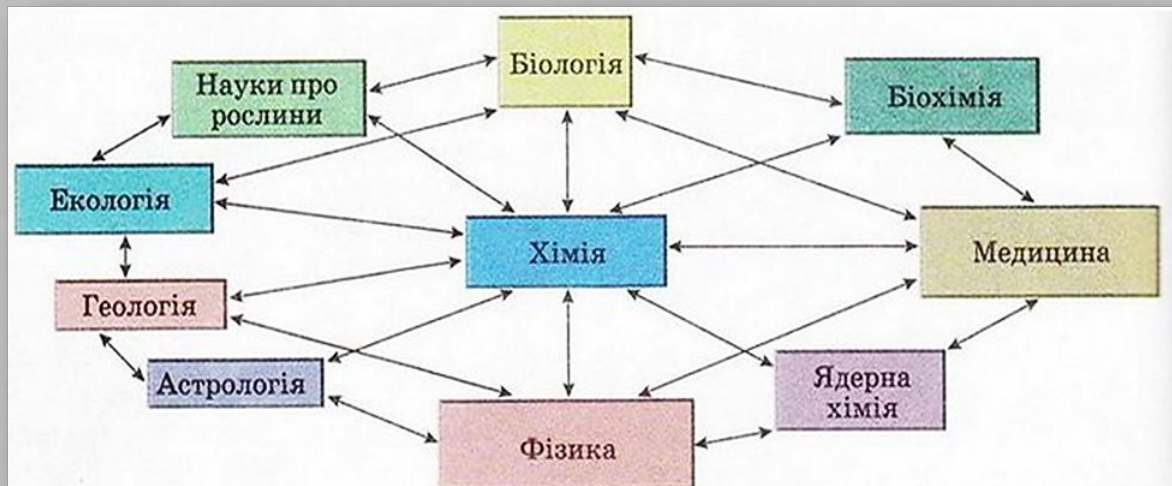 Біологія
Науки про
рослини
Біохімія
Екологія
Хімія
Медицина
Геологія
Астрологія
Ядерна
хімія
Фізика